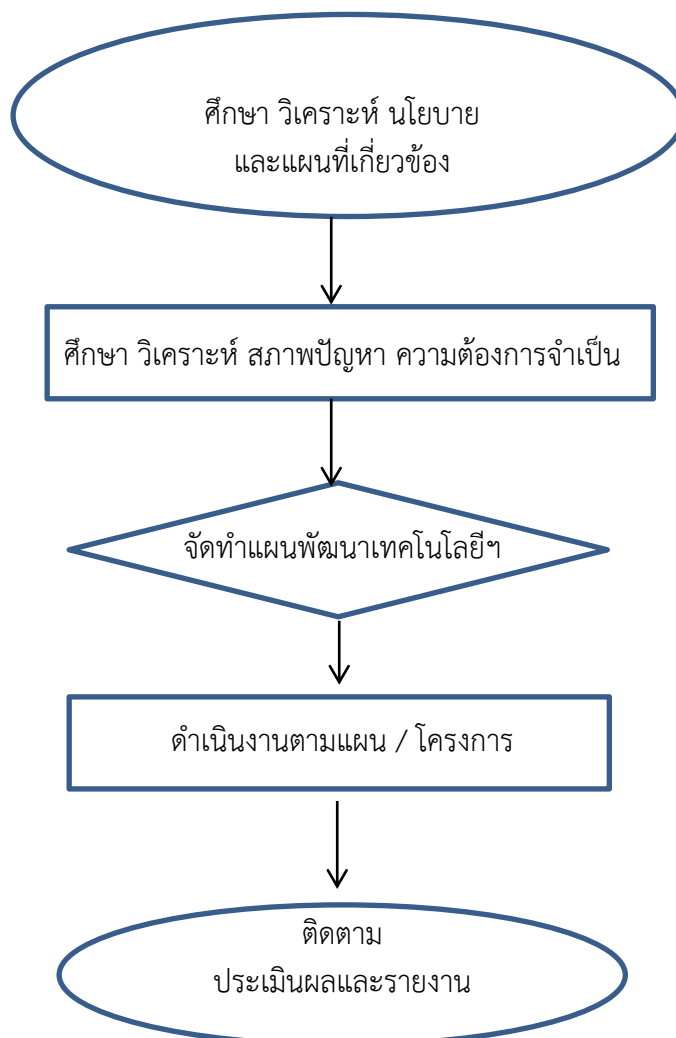 ศึกษา วิเคราะห์ นโยบาย
และแผนที่เกี่ยวข้อง
ศึกษา วิเคราะห์ สภาพปัญหา ความต้องการจำเป็น
จัดทำแผนพัฒนาเทคโนโลยีฯ
ดำเนินงานตามแผน / โครงการ
ติดตาม
ประเมินผลและรายงาน